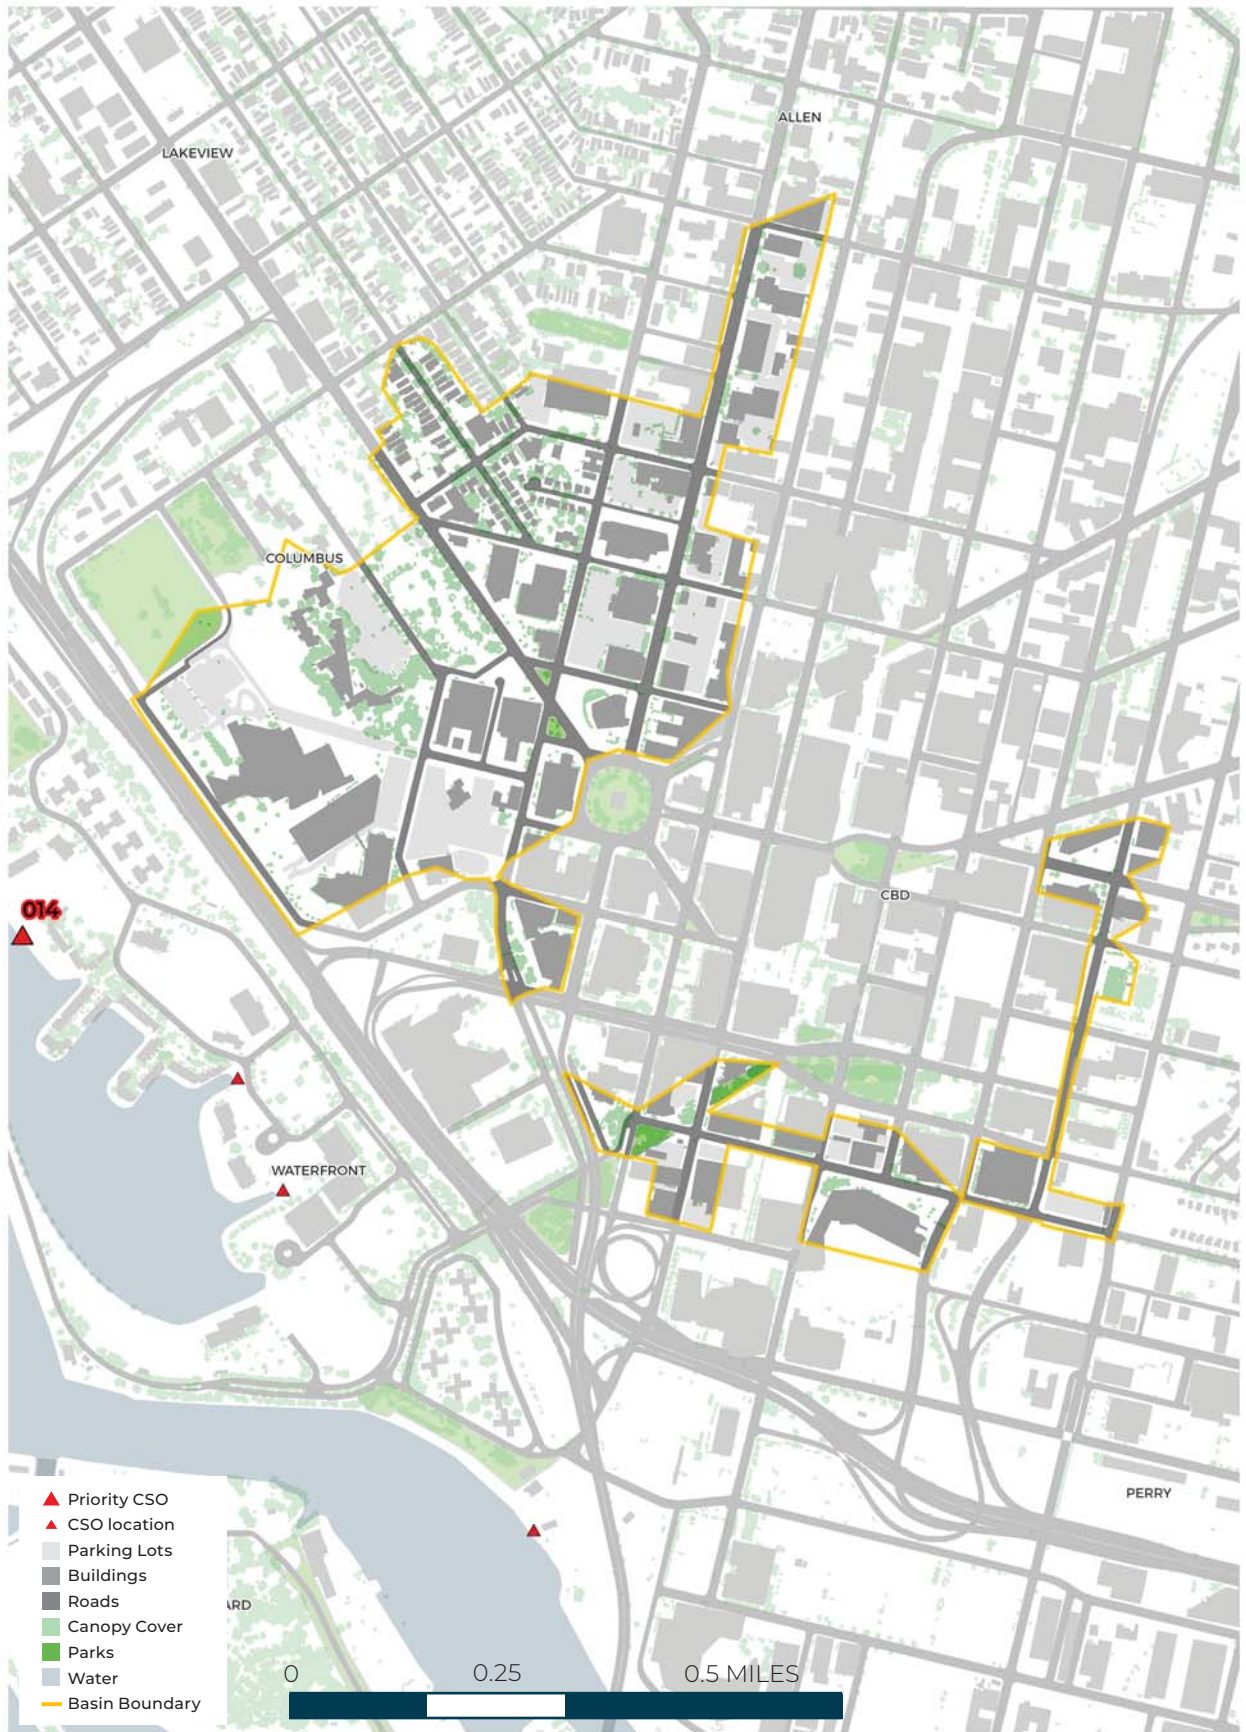 ALLEN
LAKEVIEW
COLUMBUS
CBD
014
WATERFRONT
PERRY
Priority CSO
CSO location
Parking Lots
Buildings
Roads
Canopy Cover
Parks
Water
Basin Boundary
ARD
0 0.25 0.5 MILES